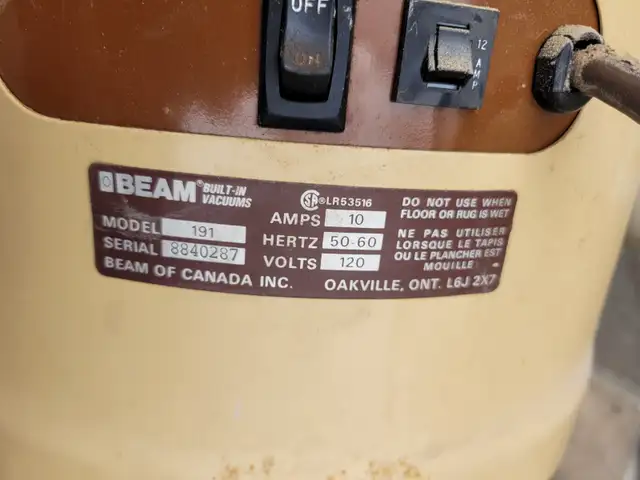 OFF
ON
12
AMP
BEAM® BUILT-IN VACUUMS
MODEL 191
SERIAL 8840287
BEAM OF CANADA INC.
SA ® LR53516
AMPS 10
HERTZ 50-60
VOLTS 120
OAKVILLE, ONT. L6J 2X7
DO NOT USE WHEN
FLOOR OR RUG IS WET
NE PAS UTILISER
LORSQUE LE TAPIS
OU LE PLANCHER EST
MOUILLE